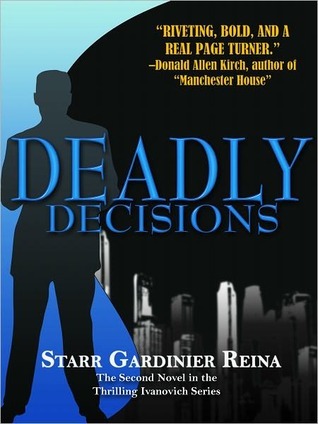 “RIVETING, BOLD, AND A
REAL PAGE TURNER.”
–Donald Allen Kirch, author of
“Manchester House”
DEADLY
DECISIONS
STARR GARDINIER REINA
The Second Novel in the
Thrilling Ivanovich Series